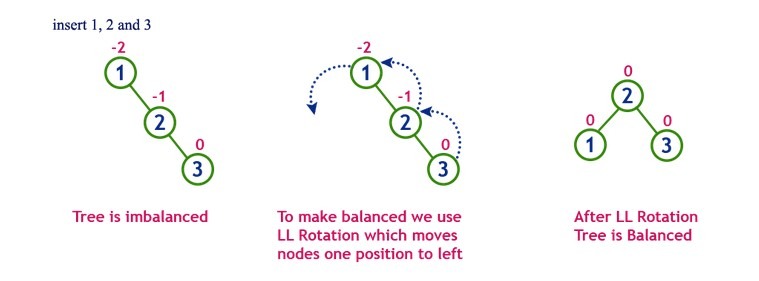 insert 1, 2 and 3
-2
1
-1
2
0
3
Tree is imbalanced
-2
1
-1
2
0
3
To make balanced we use
LL Rotation which moves
nodes one position to left
0
2
0
1
0
3
After LL Rotation
Tree is Balanced